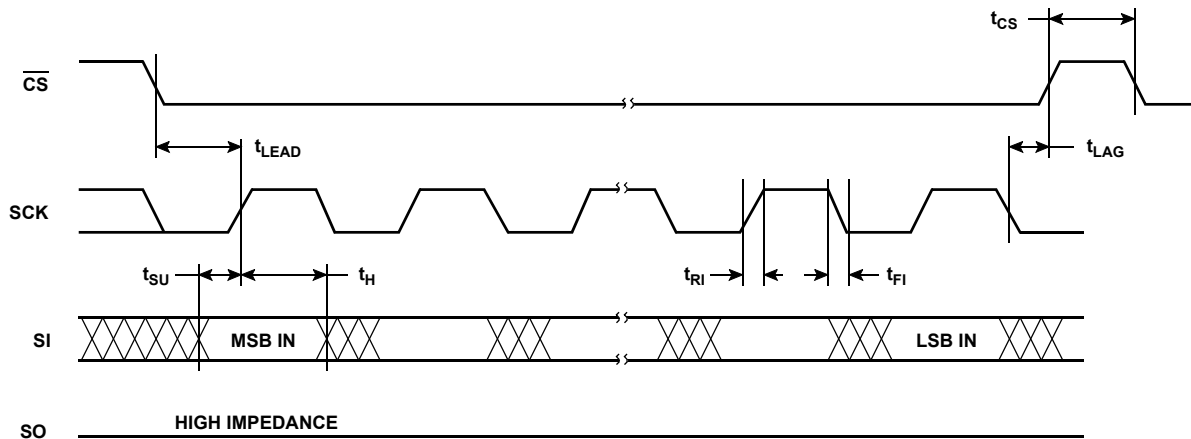 tCS
CS
tLEAD
tLAG
SCK
tSU
tH
tRI
tFI
SI
MSB IN
LSB IN
HIGH IMPEDANCE
SO